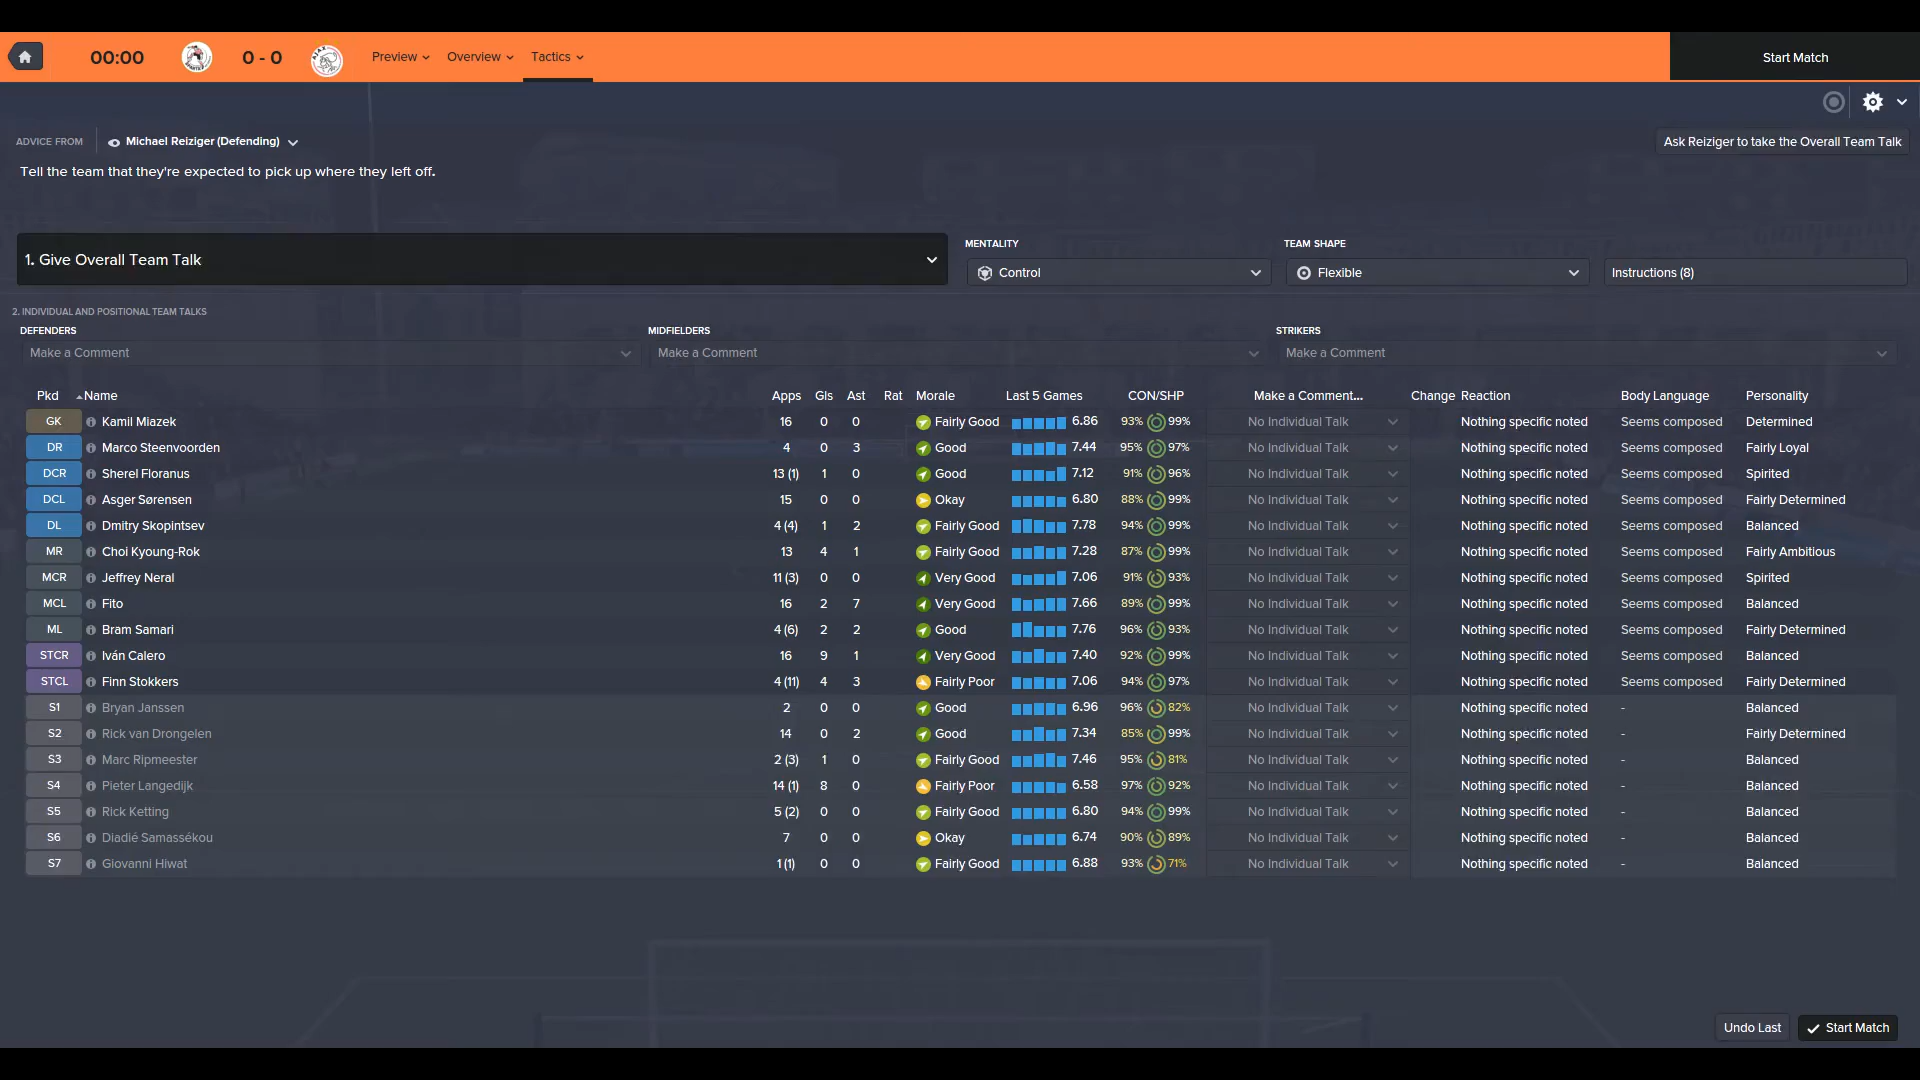 00:00 0 - 0 Preview Overview Tactics Start Match
AJAX
ADVICE FROM Michael Reiziger (Defending) Ask Reiziger to take the Overall Team Talk
Tell the team that they're expected to pick up where they left off.
MENTALITY TEAM SHAPE
1. Give Overall Team Talk Control Flexible Instructions (8)
2. INDIVIDUAL AND POSITIONAL TEAM TALKS
DEFENDERS MIDFIELDERS STRIKERS
Make a Comment Make a Comment Make a Comment
Pkd Name Apps Gls Ast Rat Morale Last 5 Games CON/SHP Make a Comment... Change Reaction Body Language Personality
GK Kamil Miazek 16 0 0 Fairly Good 6.86 93% 99% No Individual Talk Nothing specific noted Seems composed Determined
DR Marco Steenvoorden 4 0 3 Good 7.44 95% 97% No Individual Talk Nothing specific noted Seems composed Fairly Loyal
DCR Sherel Floranus 13 (1) 1 0 Good 7.12 91% 96% No Individual Talk Nothing specific noted Seems composed Spirited
DCL Asger Sørensen 15 0 0 Okay 6.80 88% 99% No Individual Talk Nothing specific noted Seems composed Fairly Determined
DL Dmitry Skopintsev 4 (4) 1 2 Fairly Good 7.78 94% 99% No Individual Talk Nothing specific noted Seems composed Balanced
MR Choi Kyoung-Rok 13 4 1 Fairly Good 7.28 87% 99% No Individual Talk Nothing specific noted Seems composed Fairly Ambitious
MCR Jeffrey Neral 11 (3) 0 0 Very Good 7.06 91% 93% No Individual Talk Nothing specific noted Seems composed Spirited
MCL Fito 16 2 7 Very Good 7.66 89% 99% No Individual Talk Nothing specific noted Seems composed Balanced
ML Bram Samari 4 (6) 2 2 Good 7.76 96% 93% No Individual Talk Nothing specific noted Seems composed Fairly Determined
STCR Iván Calero 16 9 1 Very Good 7.40 92% 99% No Individual Talk Nothing specific noted Seems composed Balanced
STCL Finn Stokkers 4 (11) 4 3 Fairly Poor 7.06 94% 97% No Individual Talk Nothing specific noted Seems composed Fairly Determined
S1 Bryan Janssen 2 0 0 Good 6.96 96% 82% No Individual Talk Nothing specific noted - Balanced
S2 Rick van Drongelen 14 0 2 Good 7.34 85% 99% No Individual Talk Nothing specific noted - Fairly Determined
S3 Marc Ripmeester 2 (3) 1 0 Fairly Good 7.46 95% 81% No Individual Talk Nothing specific noted - Balanced
S4 Pieter Langedijk 14 (1) 8 0 Fairly Poor 6.58 97% 92% No Individual Talk Nothing specific noted - Balanced
S5 Rick Ketting 5 (2) 0 0 Fairly Good 6.80 94% 99% No Individual Talk Nothing specific noted - Balanced
S6 Diadié Samassékou 7 0 0 Okay 6.74 90% 89% No Individual Talk Nothing specific noted - Balanced
S7 Giovanni Hiwat 1 (1) 0 0 Fairly Good 6.88 93% 71% No Individual Talk Nothing specific noted - Balanced
Undo Last Start Match